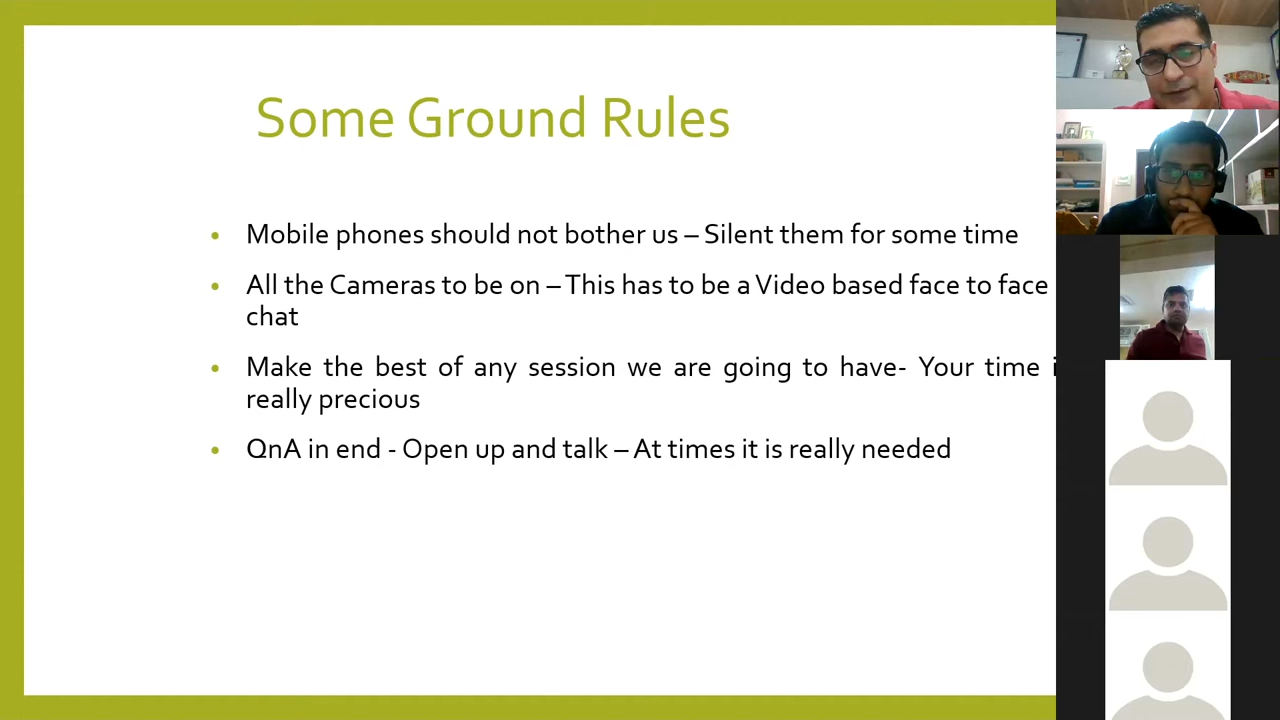 Some Ground Rules
• Mobile phones should not bother us – Silent them for some time
• All the Cameras to be on – This has to be a Video based face to face
chat
• Make the best of any session we are going to have- Your time
really precious
• QnA in end - Open up and talk – At times it is really needed